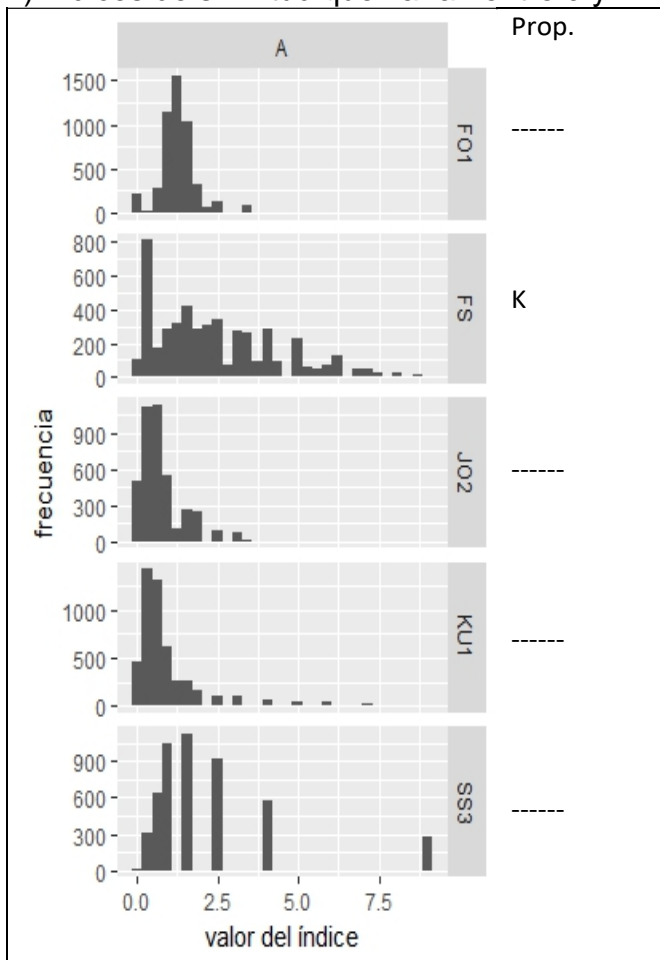 Prop.
A
1500
1000
500
0
FO1
------
800
600
400
200
0
FS
K
900
600
300
0
JO2
------
1000
500
0
KU1
------
900
600
300
0
SS3
------
frecuencia
0.0 2.5 5.0 7.5
valor del índice